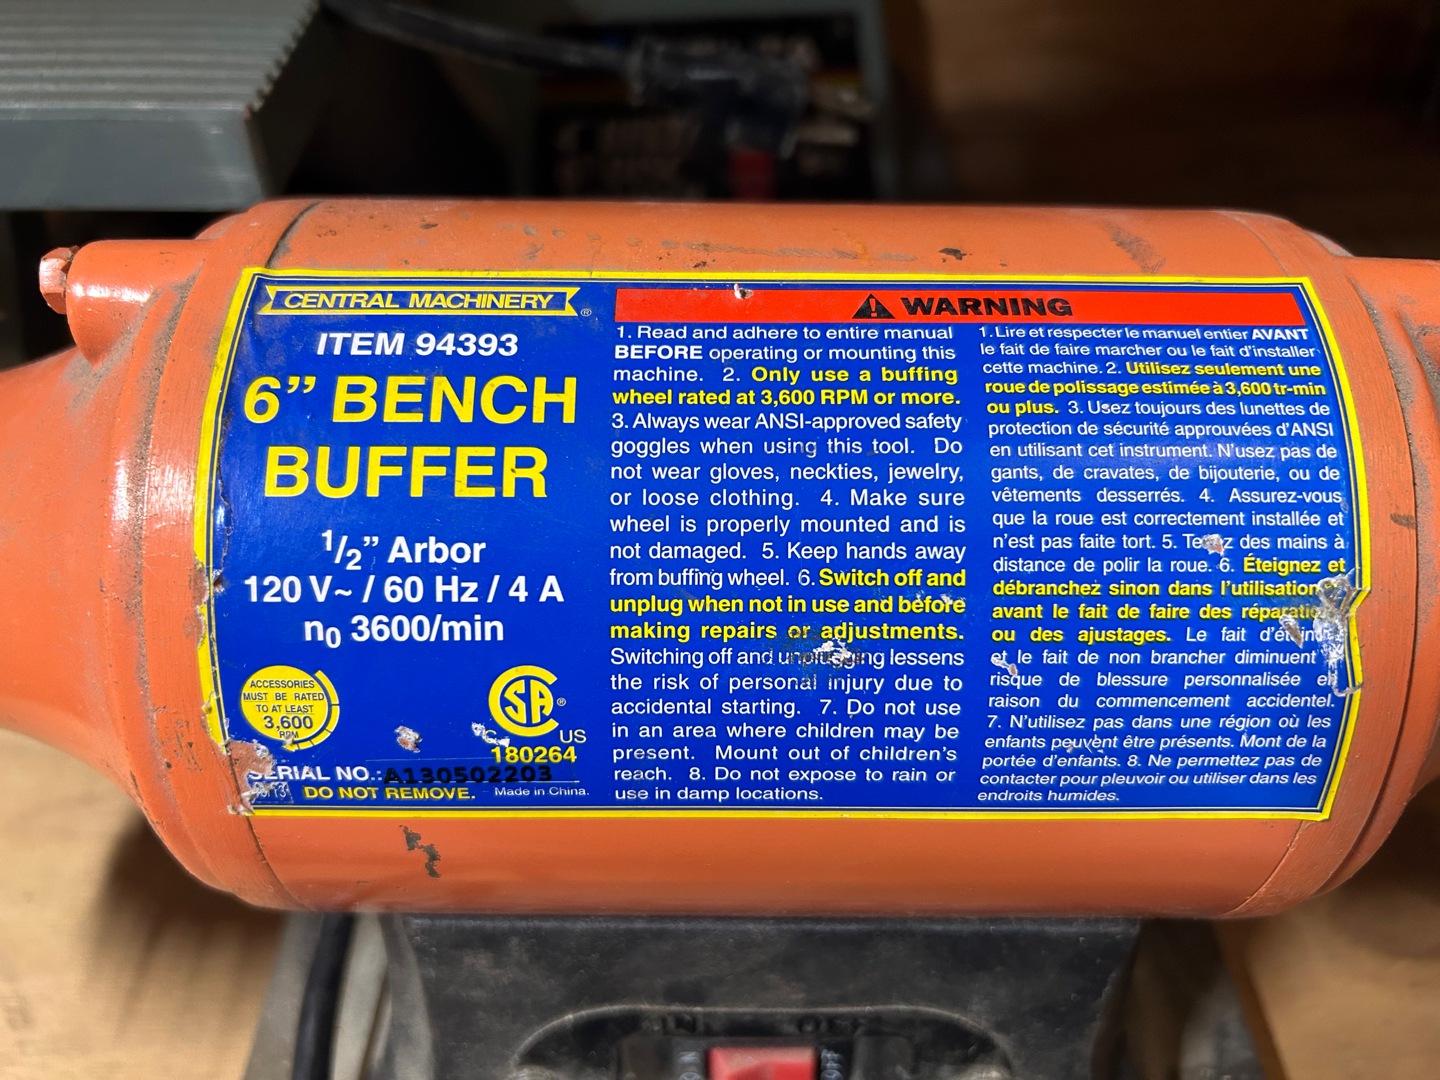 CENTRAL MACHINERY®
ITEM 94393
6” BENCH
BUFFER
1/2” Arbor
120 V~ / 60 Hz / 4 A
n0 3600/min
ACCESSORIES
MUST BE RATED
TO AT LEAST
3,600
RPM
SA®
C US
180264
SERIAL NO.: A130502203
DO NOT REMOVE. Made in China.
WARNING
1. Read and adhere to entire manual
BEFORE operating or mounting this
machine. 2. Only use a buffing
wheel rated at 3,600 RPM or more.
3. Always wear ANSI-approved safety
goggles when using this tool. Do
not wear gloves, neckties, jewelry,
or loose clothing. 4. Make sure
wheel is properly mounted and is
not damaged. 5. Keep hands away
from buffing wheel. 6. Switch off and
unplug when not in use and before
making repairs or adjustments.
Switching off and unplugging lessens
the risk of personal injury due to
accidental starting. 7. Do not use
in an area where children may be
present. Mount out of children’s
reach. 8. Do not expose to rain or
use in damp locations.
1. Lire et respecter le manuel entier AVANT
le fait de faire marcher ou le fait d’installer
cette machine. 2. Utilisez seulement une
roue de polissage estimée à 3,600 tr-min
ou plus. 3. Usez toujours des lunettes de
protection de sécurité approuvées d’ANSI
en utilisant cet instrument. N’usez pas de
gants, de cravates, de bijouterie, ou de
vêtements desserrés. 4. Assurez-vous
que la roue est correctement installée et
n’est pas faite tort. 5. Tenez des mains à
distance de polir la roue. 6. Éteignez et
débranchez sinon dans l’utilisation
avant le fait de faire des réparations
ou des ajustages. Le fait d’éteindre
et le fait de non brancher diminuent
risque de blessure personnalisée en
raison du commencement accidentel.
7. N’utilisez pas dans une région où les
enfants peuvent être présents. Mont de la
portée d’enfants. 8. Ne permettez pas de
contacter pour pleuvoir ou utiliser dans les
endroits humides.